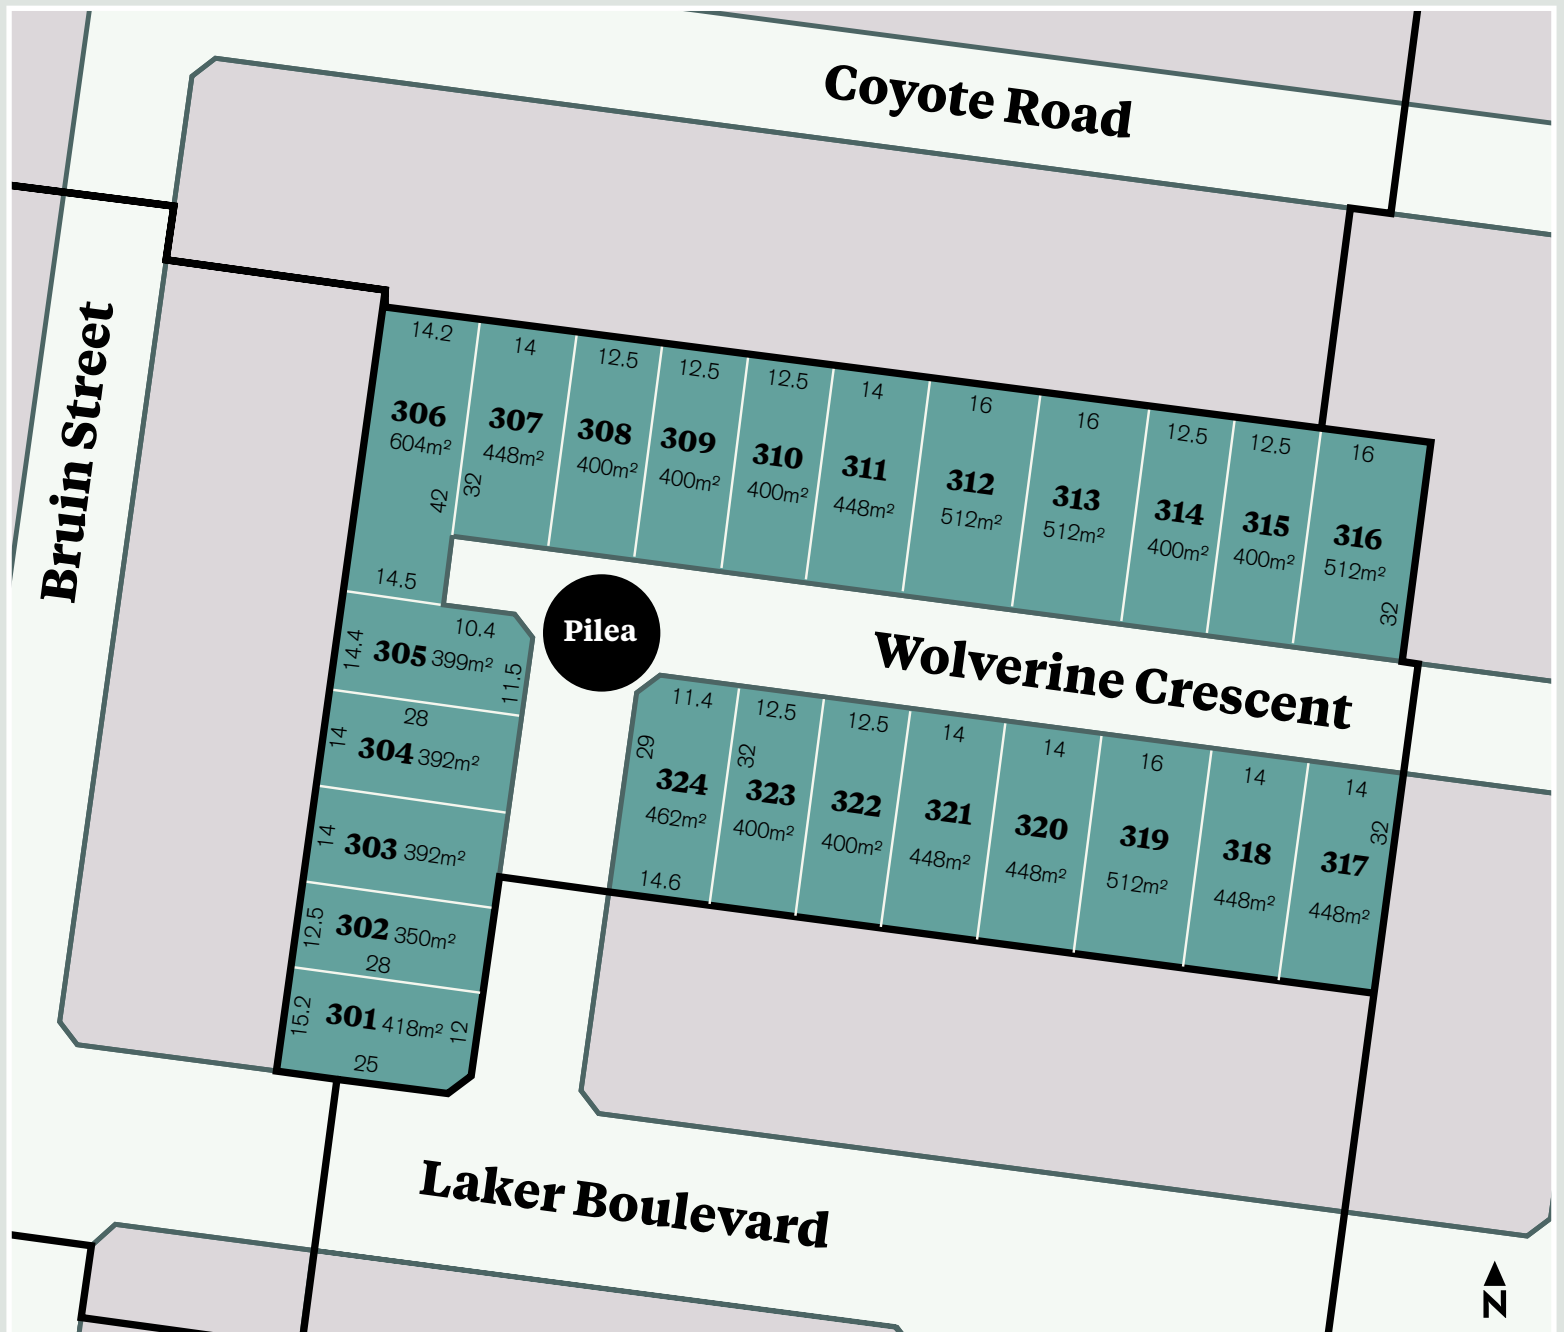 Coyote Road
Bruin Street
14.2
14
12.5
12.5
12.5
14
16
16
12.5
12.5
16
306
604m²
307
448m²
308
400m²
309
400m²
310
400m²
311
448m²
312
512m²
313
512m²
314
400m²
315
400m²
316
512m²
42
32
32
14.5
Pilea
Wolverine Crescent
10.4
14.4
305 399m²
11.5
28
14
304 392m²
14
303 392m²
12.5
302 350m²
28
15.2
301 418m²
12
25
11.4
12.5
12.5
14
14
16
14
14
29
32
32
324
462m²
323
400m²
322
400m²
321
448m²
320
448m²
319
512m²
318
448m²
317
448m²
14.6
Laker Boulevard
N